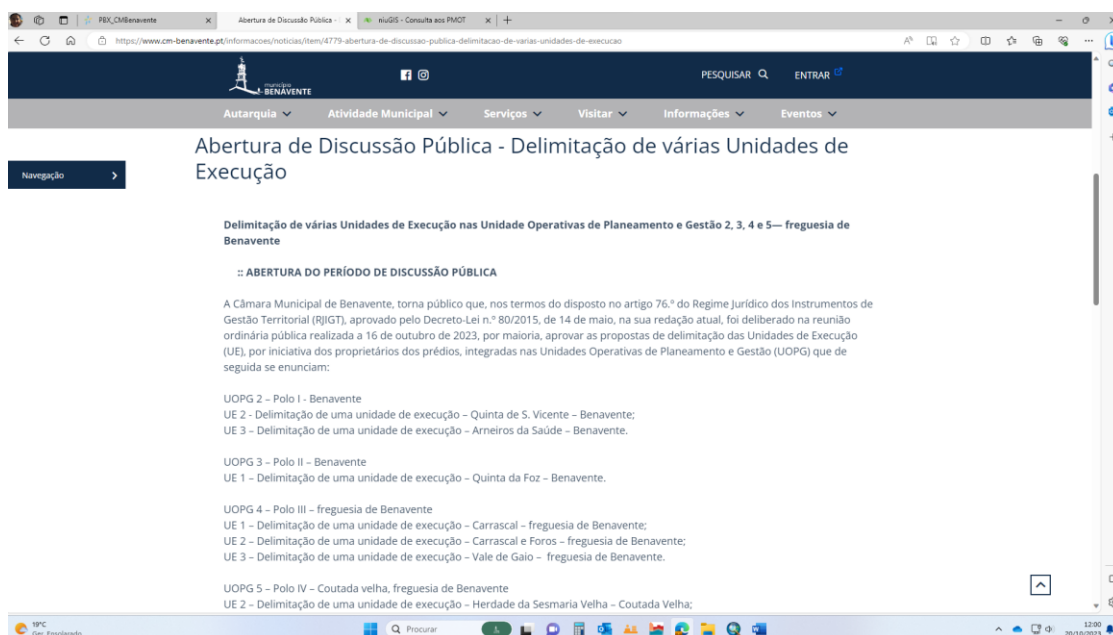 PBX_CMBenavente
Abertura de Discussão Pública -
niuGIS - Consulta aos PMOT
https://www.cm-benavente.pt/informacoes/noticias/item/4779-abertura-de-discussao-publica-delimitacao-de-varias-unidades-de-execucao
município
BENAVENTE
PESQUISAR
ENTRAR
Autarquia
Atividade Municipal
Serviços
Visitar
Informações
Eventos
Navegação
Abertura de Discussão Pública - Delimitação de várias Unidades de
Execução
Delimitação de várias Unidades de Execução nas Unidade Operativas de Planeamento e Gestão 2, 3, 4 e 5— freguesia de
Benavente
:: ABERTURA DO PERÍODO DE DISCUSSÃO PÚBLICA
A Câmara Municipal de Benavente, torna público que, nos termos do disposto no artigo 76.º do Regime Jurídico dos Instrumentos de
Gestão Territorial (RJIGT), aprovado pelo Decreto-Lei n.º 80/2015, de 14 de maio, na sua redação atual, foi deliberado na reunião
ordinária pública realizada a 16 de outubro de 2023, por maioria, aprovar as propostas de delimitação das Unidades de Execução
(UE), por iniciativa dos proprietários dos prédios, integradas nas Unidades Operativas de Planeamento e Gestão (UOPG) que de
seguida se enunciam:
UOPG 2 – Polo I - Benavente
UE 2 - Delimitação de uma unidade de execução – Quinta de S. Vicente – Benavente;
UE 3 – Delimitação de uma unidade de execução – Arneiros da Saúde – Benavente.
UOPG 3 – Polo II – Benavente
UE 1 – Delimitação de uma unidade de execução – Quinta da Foz – Benavente.
UOPG 4 – Polo III – freguesia de Benavente
UE 1 – Delimitação de uma unidade de execução – Carrascal – freguesia de Benavente;
UE 2 – Delimitação de uma unidade de execução – Carrascal e Foros – freguesia de Benavente;
UE 3 – Delimitação de uma unidade de execução – Vale de Gaio – freguesia de Benavente.
UOPG 5 – Polo IV – Coutada velha, freguesia de Benavente
UE 2 – Delimitação de uma unidade de execução – Herdade da Sesmaria Velha – Coutada Velha;
19°C
Ger. Ensolarado
Procurar
12:00
20/10/2023